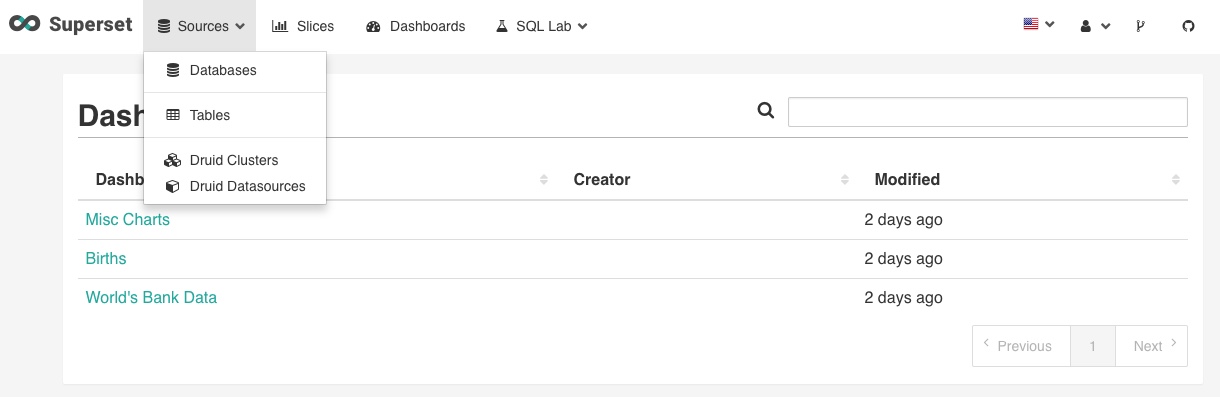 Superset Sources Slices Dashboards SQL Lab
Databases
Tables
Druid Clusters
Druid Datasources
Dash
Dashb Creator Modified
Misc Charts 2 days ago
Births 2 days ago
World's Bank Data 2 days ago
Previous 1 Next